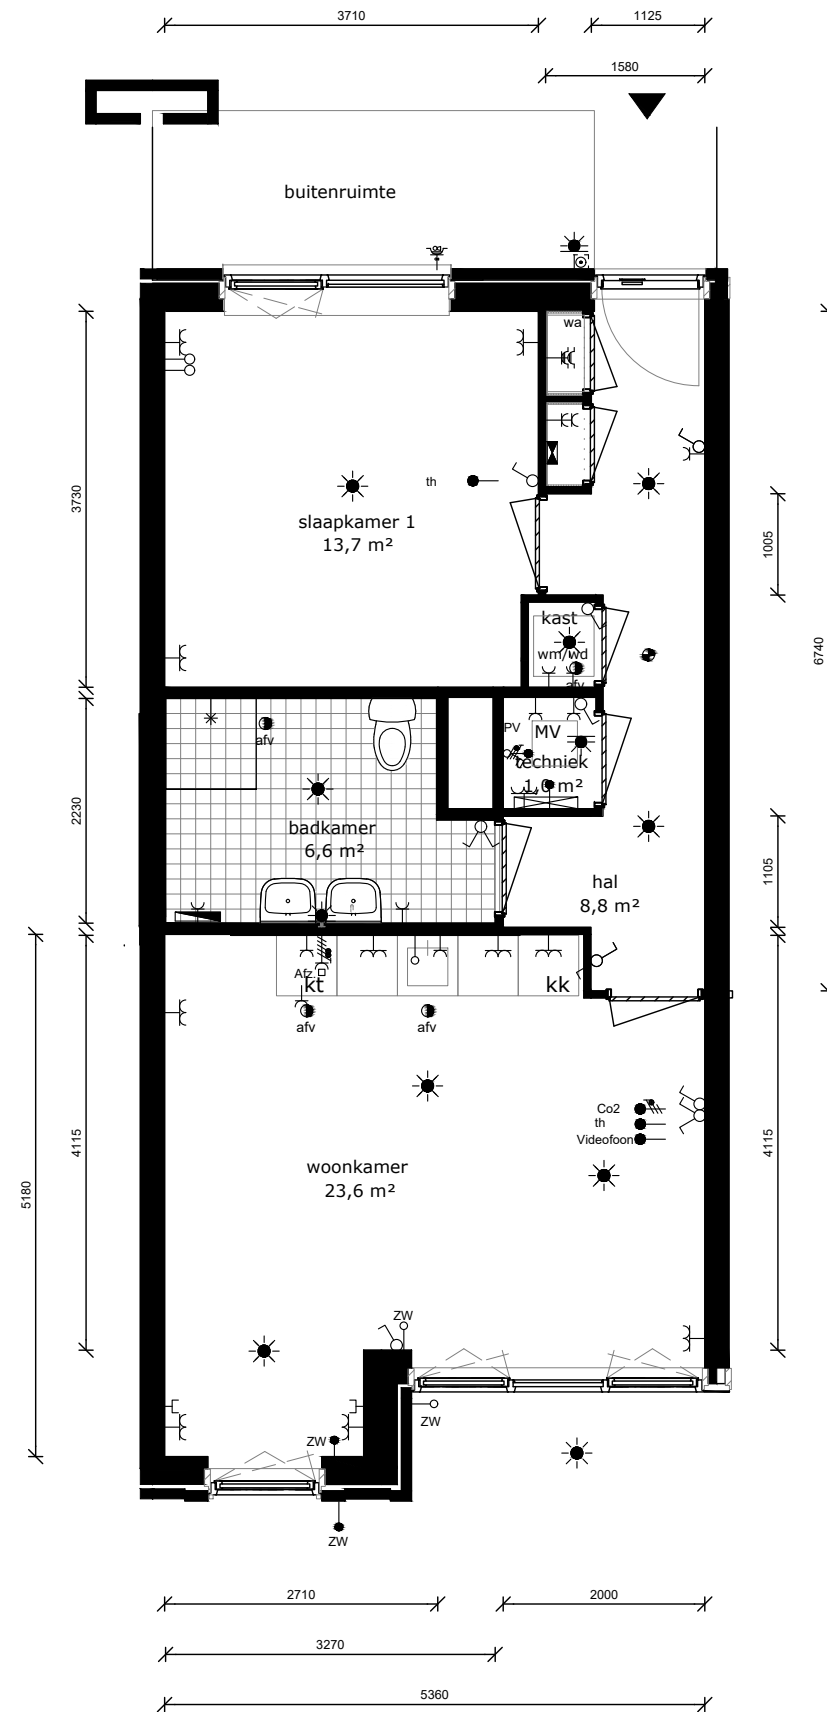 3710
1125
1580
buitenruimte
wa
3730
th
slaapkamer 1
13,7 m²
1005
kast
wm/wd
afv
6740
PV
MV
techniek
1,0 m²
afv
2230
badkamer
6,6 m²
hal
8,8 m²
1105
Afz.
kt
kk
afv
afv
Co2
th
Videofoon
4115
4115
5180
woonkamer
23,6 m²
ZW
ZW
ZW
ZW
2710
2000
3270
5360